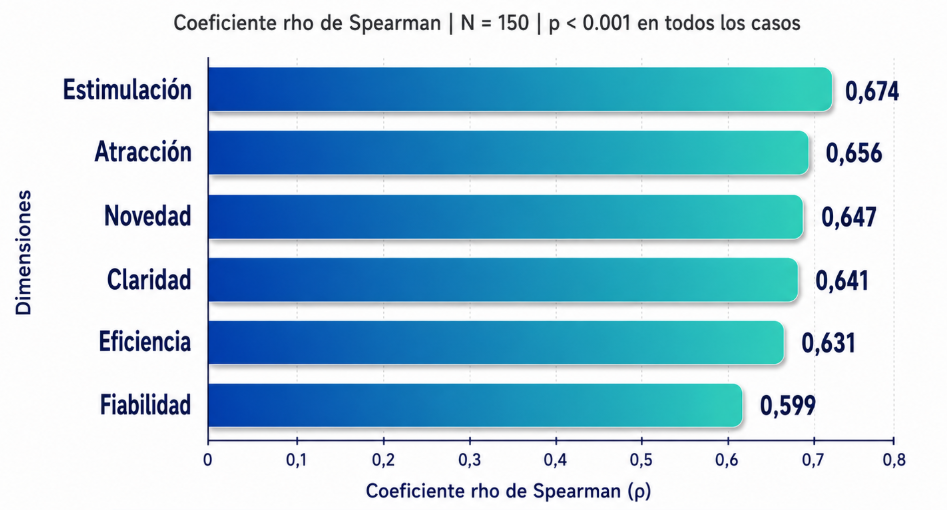 Coeficiente rho de Spearman | N = 150 | p < 0.001 en todos los casos
Dimensiones
Estimulación 0,674
Atracción 0,656
Novedad 0,647
Claridad 0,641
Eficiencia 0,631
Fiabilidad 0,599
0 0,1 0,2 0,3 0,4 0,5 0,6 0,7 0,8
Coeficiente rho de Spearman (ρ)